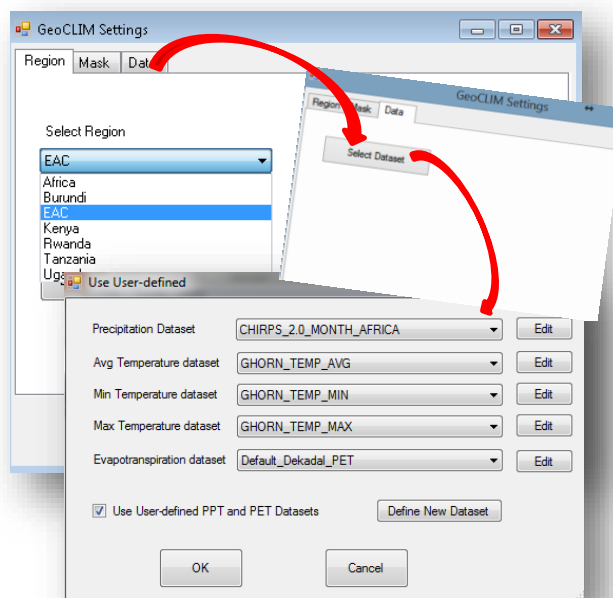 GeoCLIM Settings
Region Mask Data
Select Region
EAC
Africa
Burundi
EAC
Kenya
Rwanda
Tanzania
GeoCLIM Settings
Region Mask Data
Select Dataset
Use User-defined
Precipitation Dataset CHIRPS_2.0_MONTH_AFRICA Edit
Avg Temperature dataset GHORN_TEMP_AVG Edit
Min Temperature dataset GHORN_TEMP_MIN Edit
Max Temperature dataset GHORN_TEMP_MAX Edit
Evapotranspiration dataset Default_Dekadal_PET Edit
Use User-defined PPT and PET Datasets Define New Dataset
OK Cancel